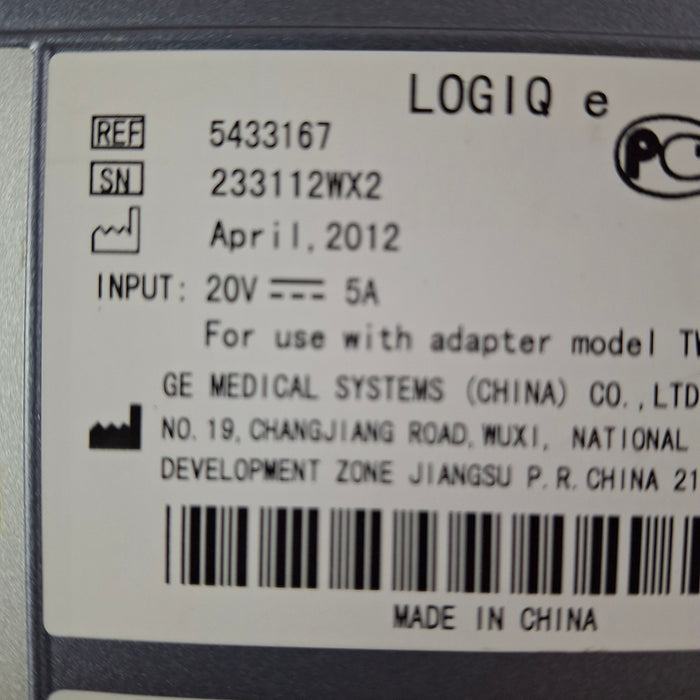 LOGIQ e
REF 5433167
SN 233112WX2
April, 2012
INPUT: 20V 5A
For use with adapter model
GE MEDICAL SYSTEMS (CHINA) CO., LTD
NO. 19, CHANGJIANG ROAD, WUXI, NATIONAL
DEVELOPMENT ZONE JIANGSU P.R. CHINA 21
MADE IN CHINA